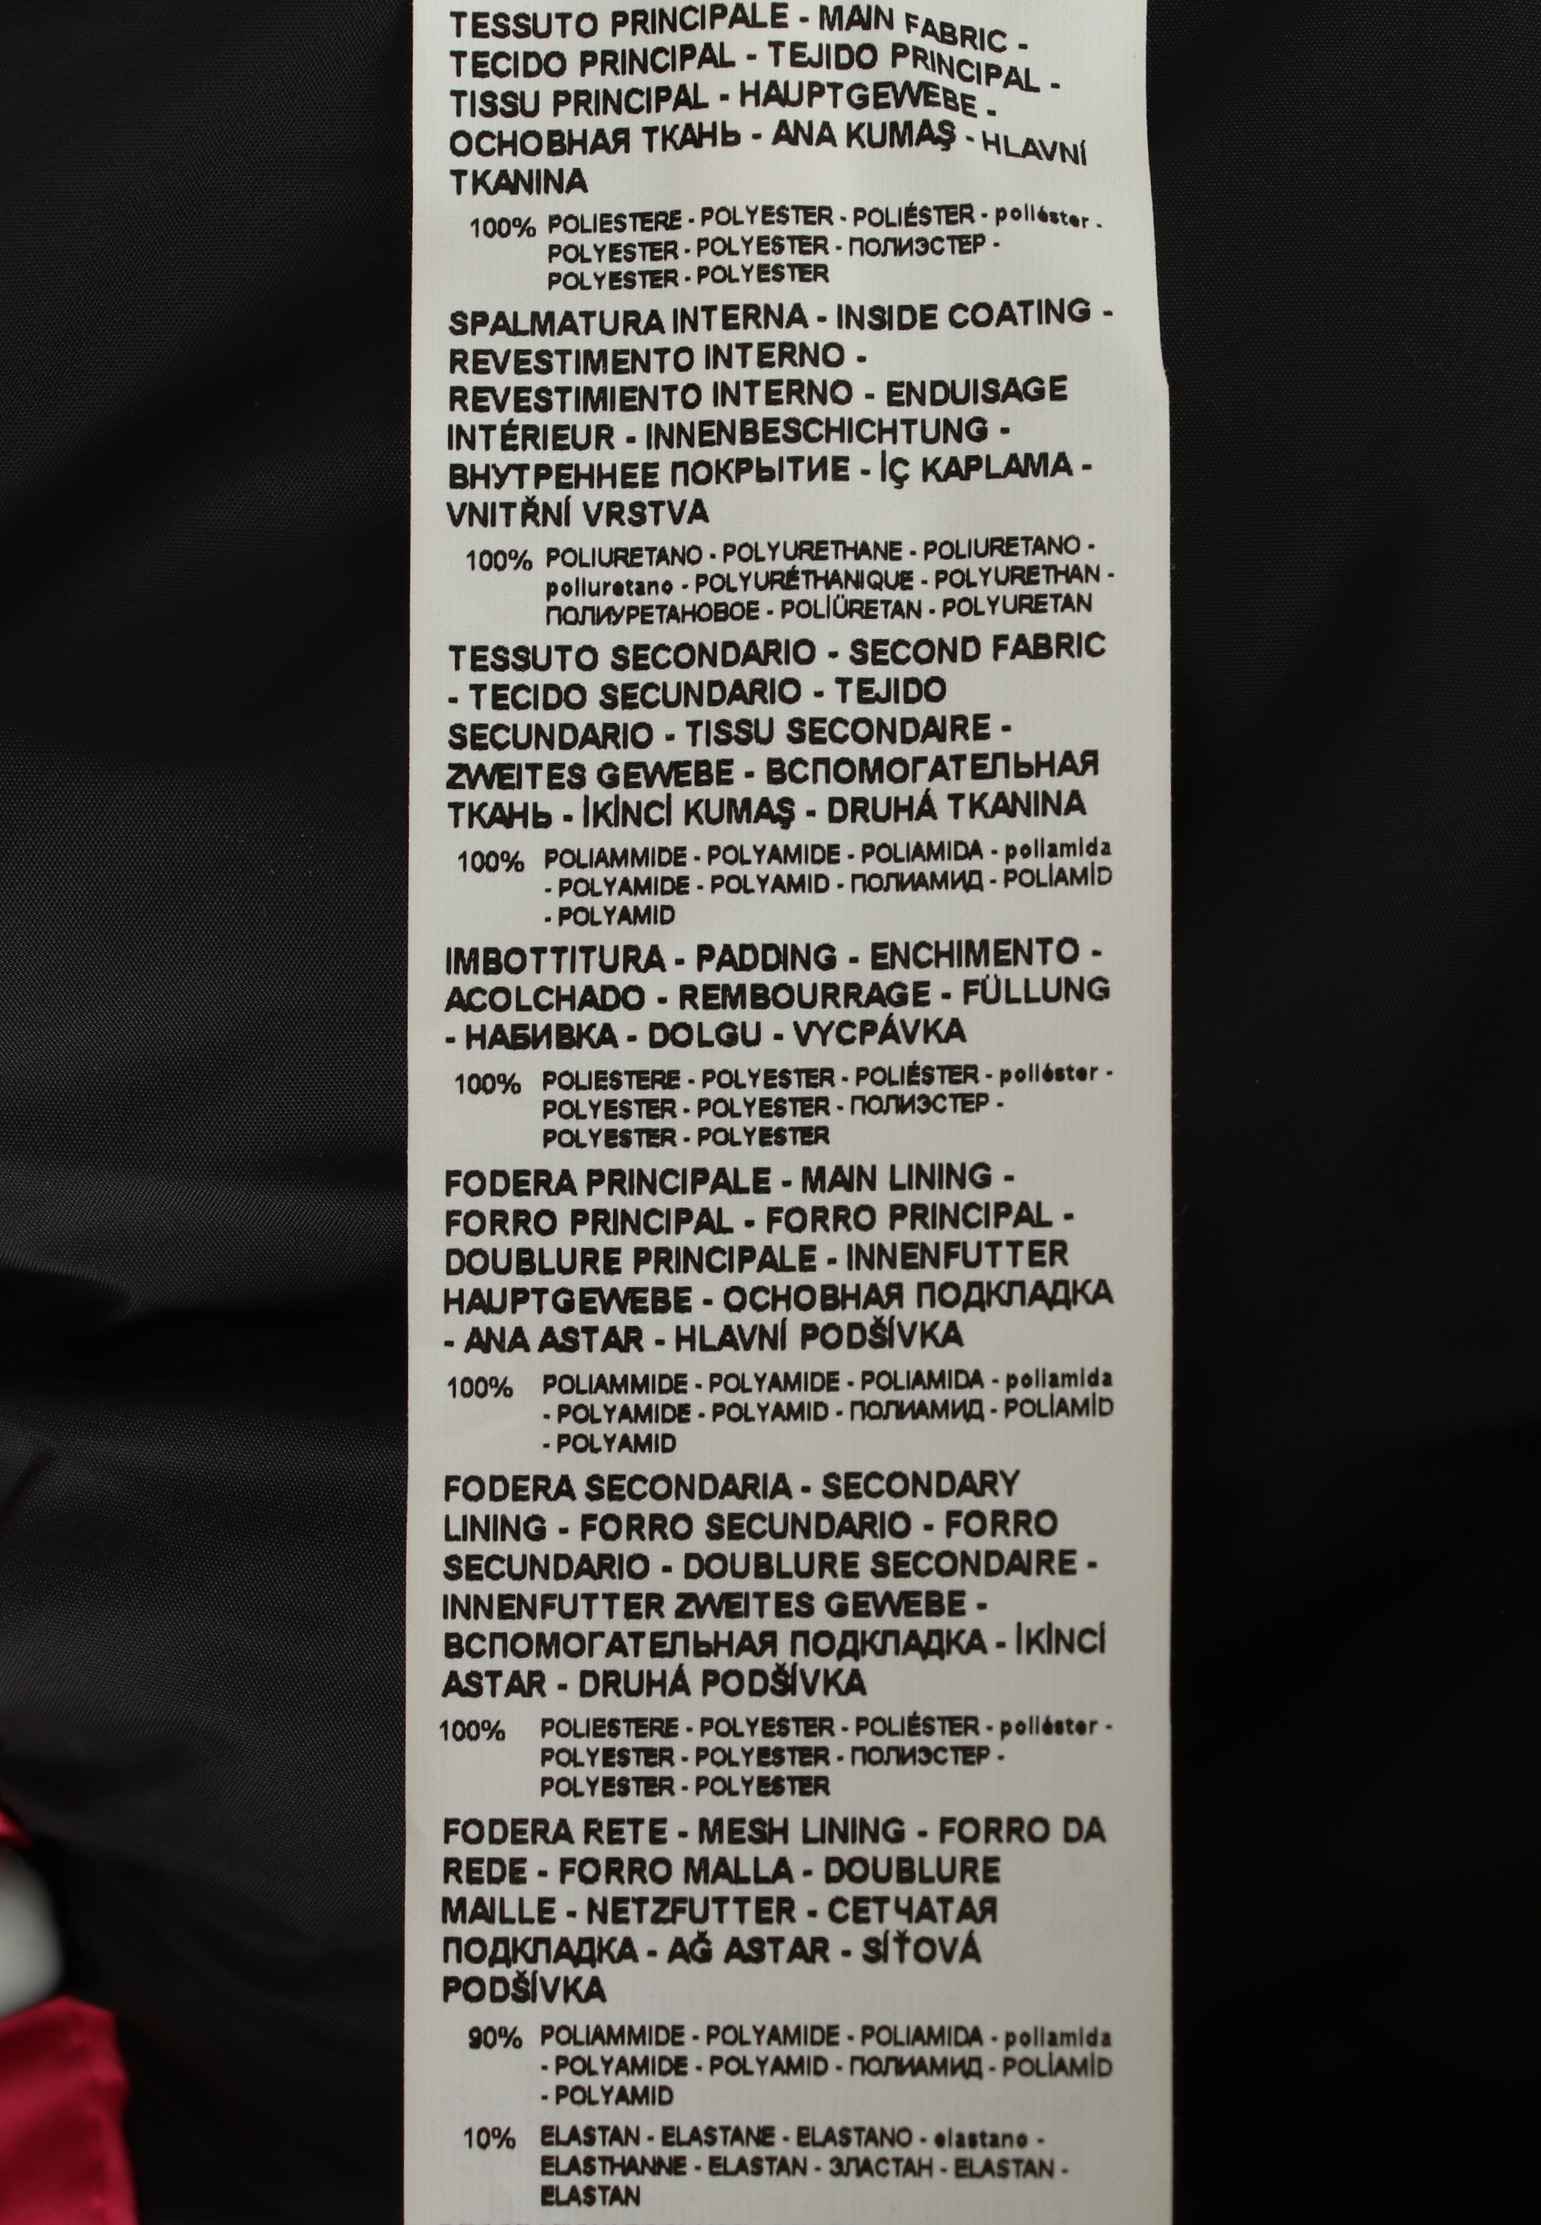 TESSUTO PRINCIPALE - MAIN FABRIC -
TECIDO PRINCIPAL - TEJIDO PRINCIPAL -
TISSU PRINCIPAL - HAUPTGEWEBE -
ОСНОВНАЯ ТКАНЬ - ANA KUMAŞ - HLAVNÍ
TKANINA
100% POLIESTERE - POLYESTER - POLIÉSTER - poliéster -
POLYESTER - POLYESTER - ПОЛИЭСТЕР -
POLYESTER - POLYESTER
SPALMATURA INTERNA - INSIDE COATING -
REVESTIMENTO INTERNO -
REVESTIMIENTO INTERNO - ENDUISAGE
INTÉRIEUR - INNENBESCHICHTUNG -
ВНУТРЕННЕЕ ПОКРЫТИЕ - İÇ KAPLAMA -
VNITŘNÍ VRSTVA
100% POLIURETANO - POLYURETHANE - POLIURETANO -
poliuretano - POLYURÉTHANIQUE - POLYURETHAN -
ПОЛИУРЕТАНОВОЕ - POLİÜRETAN - POLYURETAN
TESSUTO SECONDARIO - SECOND FABRIC
- TECIDO SECUNDARIO - TEJIDO
SECUNDARIO - TISSU SECONDAIRE -
ZWEITES GEWEBE - ВСПОМОГАТЕЛЬНАЯ
ТКАНЬ - İKİNCİ KUMAŞ - DRUHÁ TKANINA
100% POLIAMMIDE - POLYAMIDE - POLIAMIDA - poliamida
- POLYAMIDE - POLYAMID - ПОЛИАМИД - POLİAMİD
- POLYAMID
IMBOTTITURA - PADDING - ENCHIMENTO -
ACOLCHADO - REMBOURRAGE - FÜLLUNG
- НАБИВКА - DOLGU - VYCPÁVKA
100% POLIESTERE - POLYESTER - POLIÉSTER - poliéster -
POLYESTER - POLYESTER - ПОЛИЭСТЕР -
POLYESTER - POLYESTER
FODERA PRINCIPALE - MAIN LINING -
FORRO PRINCIPAL - FORRO PRINCIPAL -
DOUBLURE PRINCIPALE - INNENFUTTER
HAUPTGEWEBE - ОСНОВНАЯ ПОДКЛАДКА
- ANA ASTAR - HLAVNÍ PODŠÍVKA
100% POLIAMMIDE - POLYAMIDE - POLIAMIDA - poliamida
- POLYAMIDE - POLYAMID - ПОЛИАМИД - POLİAMİD
- POLYAMID
FODERA SECONDARIA - SECONDARY
LINING - FORRO SECUNDARIO - FORRO
SECUNDARIO - DOUBLURE SECONDAIRE -
INNENFUTTER ZWEITES GEWEBE -
ВСПОМОГАТЕЛЬНАЯ ПОДКЛАДКА - İKİNCİ
ASTAR - DRUHÁ PODŠÍVKA
100% POLIESTERE - POLYESTER - POLIÉSTER - poliéster -
POLYESTER - POLYESTER - ПОЛИЭСТЕР -
POLYESTER - POLYESTER
FODERA RETE - MESH LINING - FORRO DA
REDE - FORRO MALLA - DOUBLURE
MAILLE - NETZFUTTER - СЕТЧАТАЯ
ПОДКЛАДКА - AĞ ASTAR - SÍŤOVÁ
PODŠÍVKA
90% POLIAMMIDE - POLYAMIDE - POLIAMIDA - poliamida
- POLYAMIDE - POLYAMID - ПОЛИАМИД - POLİAMİD
- POLYAMID
10% ELASTAN - ELASTANE - ELASTANO - elastano -
ELASTHANNE - ELASTAN - ЭЛАСТАН - ELASTAN -
ELASTAN